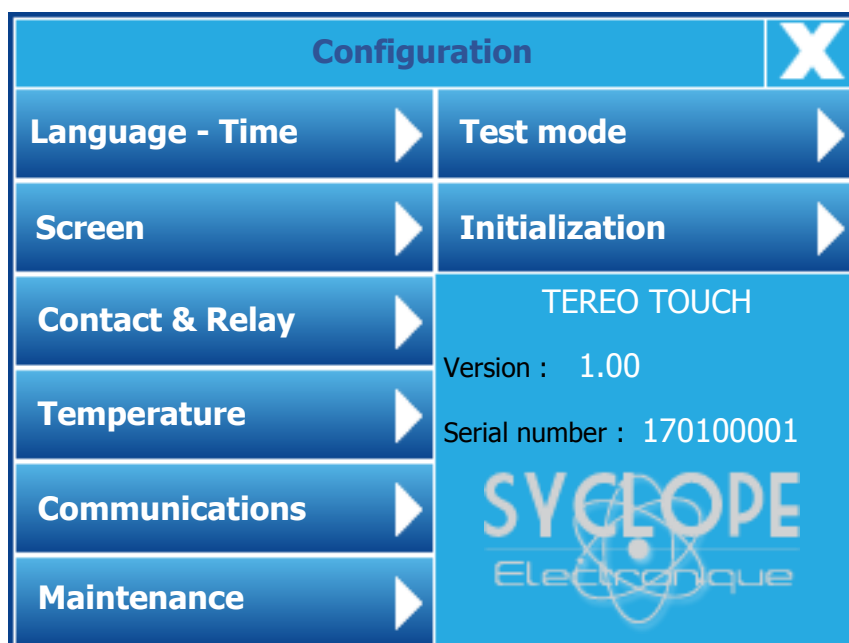 Configuration
X
Language - Time
Test mode
Screen
Initialization
Contact & Relay
Temperature
Communications
Maintenance
TEREO TOUCH
Version : 1.00
Serial number : 170100001
SYCLOPE
Electronique